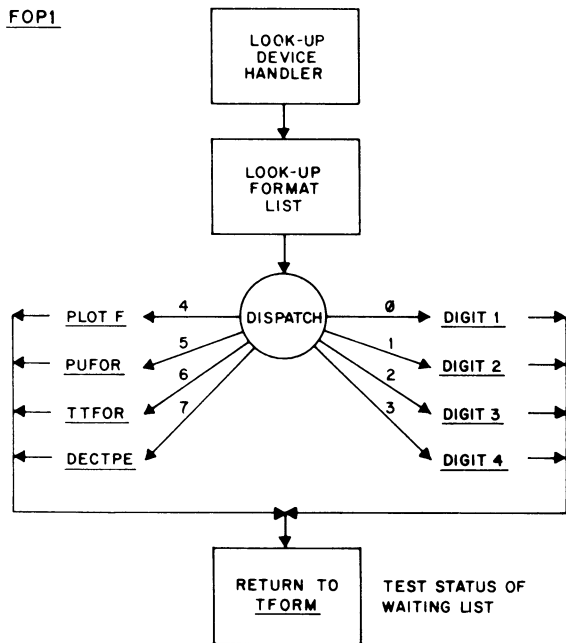 FOP1
LOOK-UP
DEVICE
HANDLER
LOOK-UP
FORMAT
LIST
DISPATCH
4
5
6
7
Ø
1
2
3
PLOT F
PUFOR
TTFOR
DECTPE
DIGIT 1
DIGIT 2
DIGIT 3
DIGIT 4
RETURN TO
TFORM
TEST STATUS OF
WAITING LIST